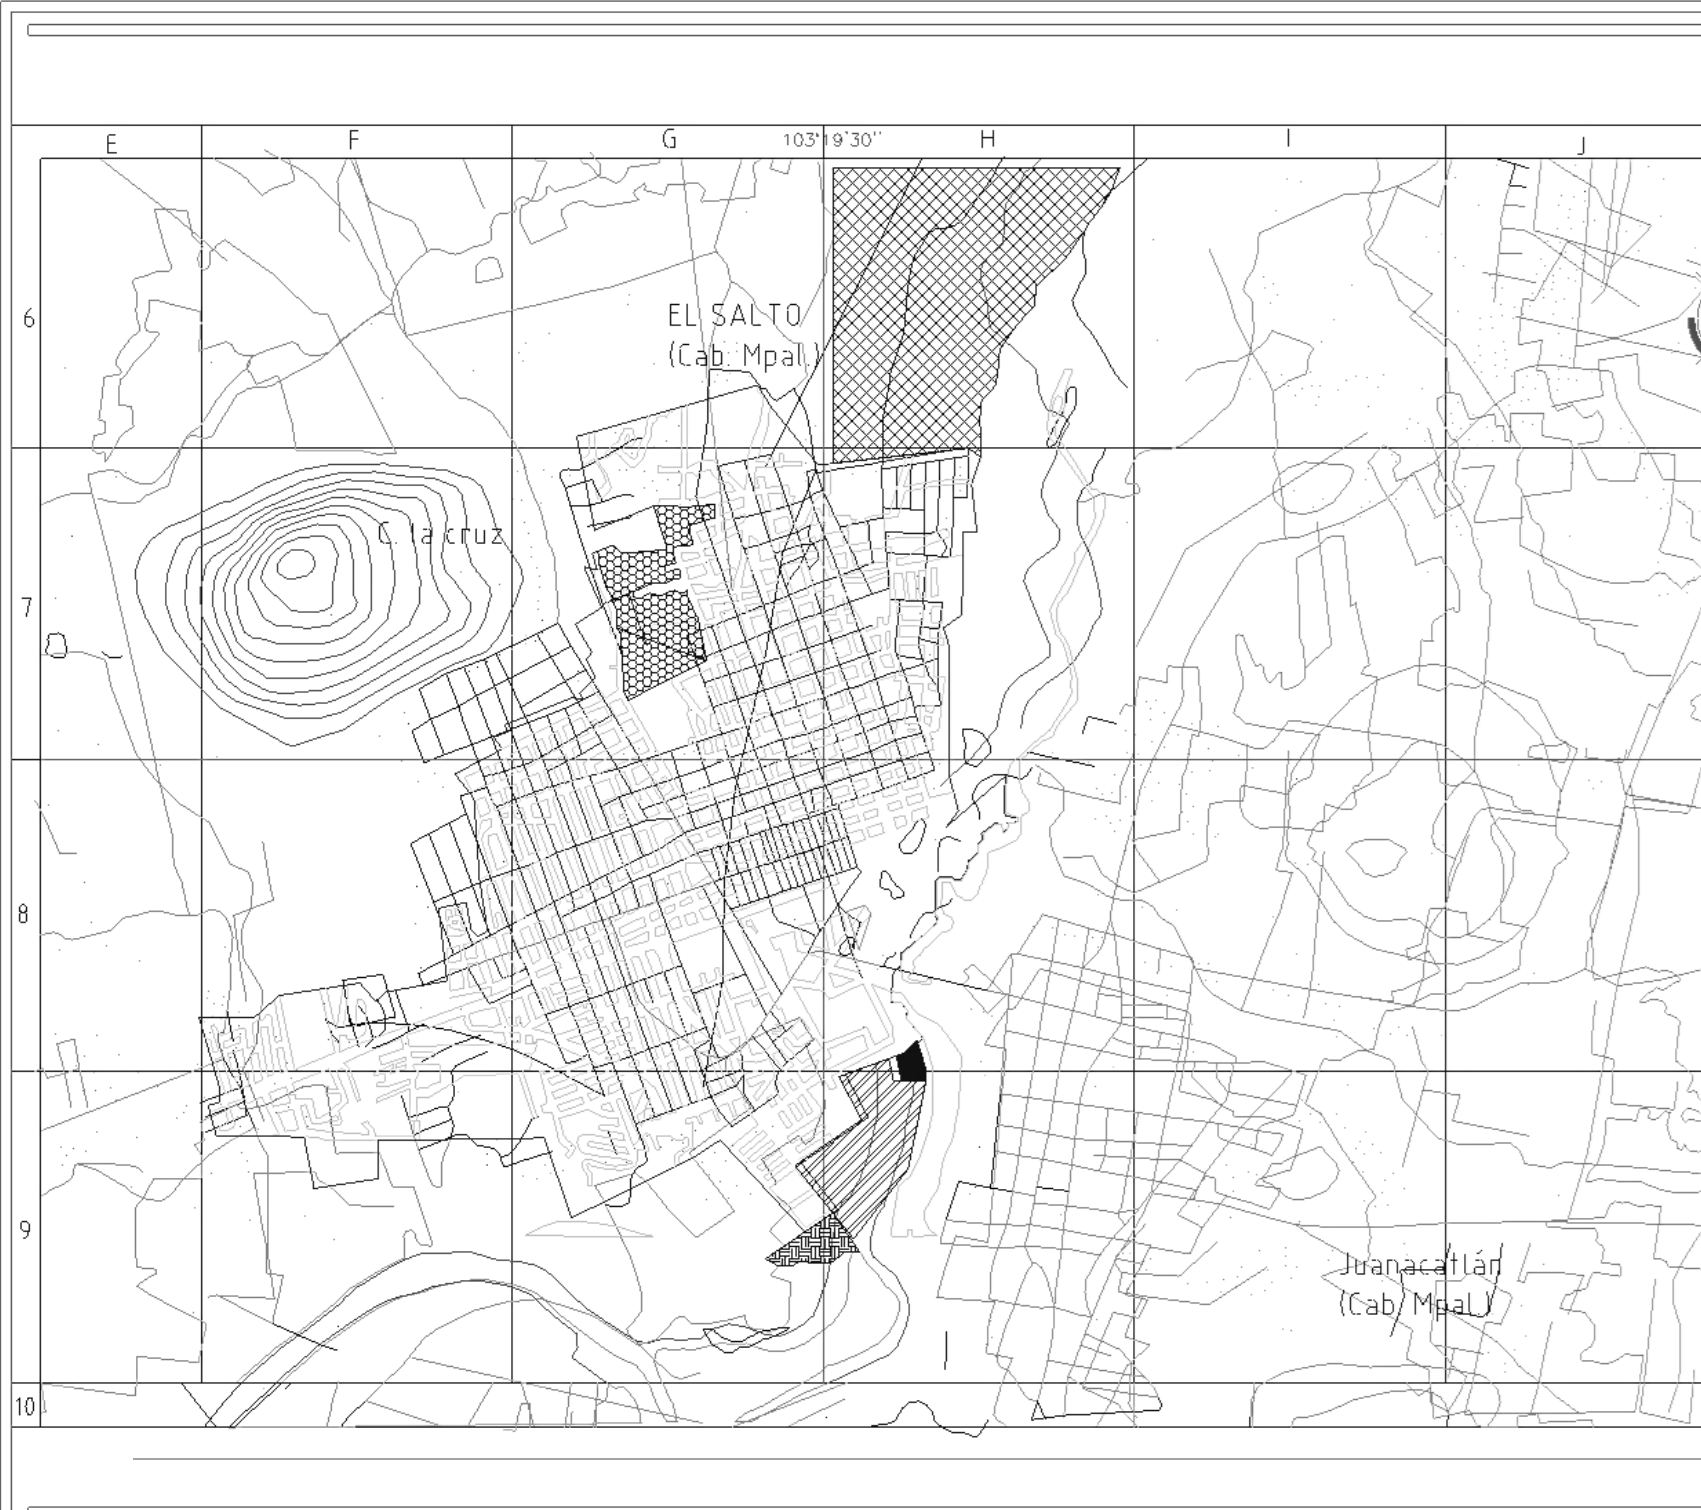 E F G 103°19'30'' H I J
6
EL SALTO
(Cab. Mpal.)
C. la cruz
7
8
9
Juanacatlán
(Cab. Mpal.)
10